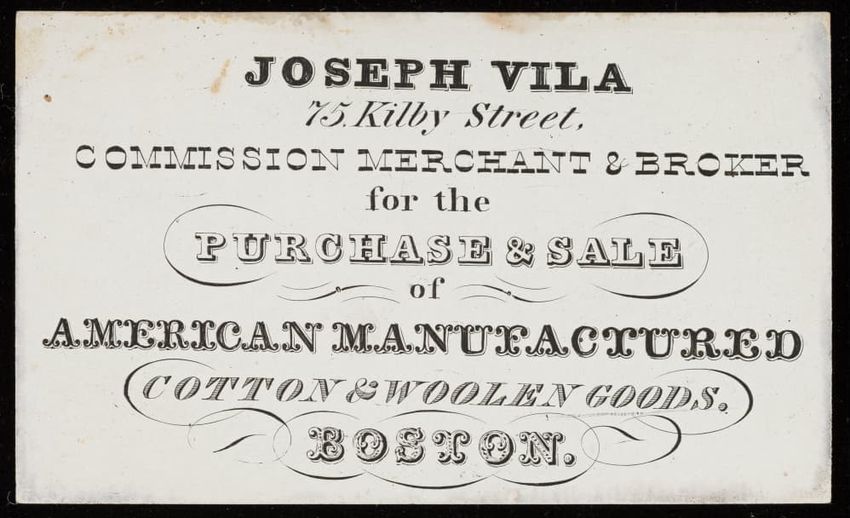 JOSEPH VILA
75. Kilby Street,
COMMISSION MERCHANT & BROKER
for the
PURCHASE & SALE
of
AMERICAN MANUFACTURED
COTTON & WOOLEN GOODS.
BOSTON.